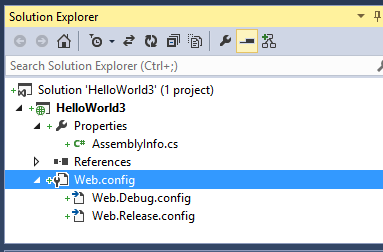 Solution Explorer
Search Solution Explorer (Ctrl+;)
Solution 'HelloWorld3' (1 project)
HelloWorld3
Properties
C# AssemblyInfo.cs
References
Web.config
Web.Debug.config
Web.Release.config